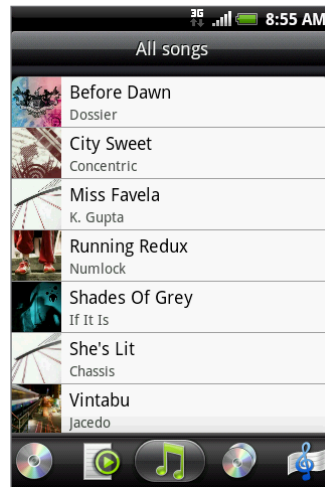 3G 8:55 AM
All songs
Before Dawn
Dossier
City Sweet
Concentric
Miss Favela
K. Gupta
Running Redux
Numlock
Shades Of Grey
If It Is
She's Lit
Chassis
Vintabu
Jacedo